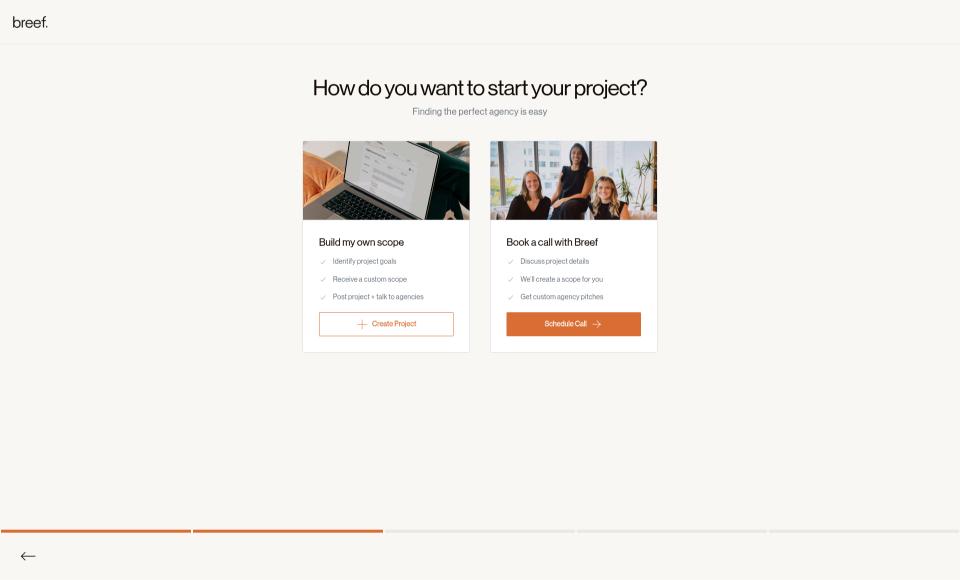 breef.
How do you want to start your project?
Finding the perfect agency is easy
Build my own scope
Identify project goals
Receive a custom scope
Post project + talk to agencies
Create Project
Book a call with Breef
Discuss project details
We'll create a scope for you
Get custom agency pitches
Schedule Call